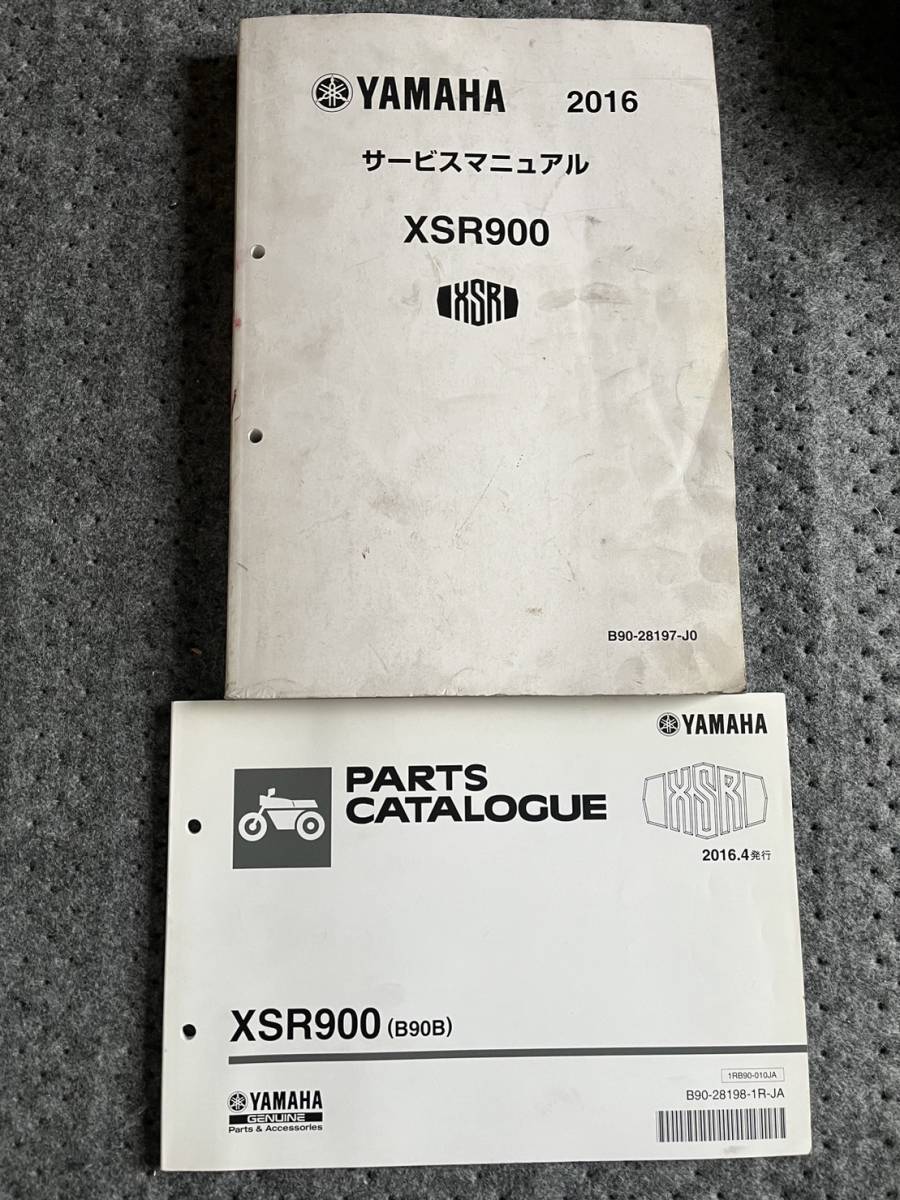 YAMAHA 2016
サービスマニュアル
XSR900
XSR
B90-28197-J0
YAMAHA
PARTS
CATALOGUE
XSR
2016.4発行
XSR900 (B90B)
1RB90-010JA
B90-28198-1R-JA
YAMAHA
GENUINE
Parts & Accessories